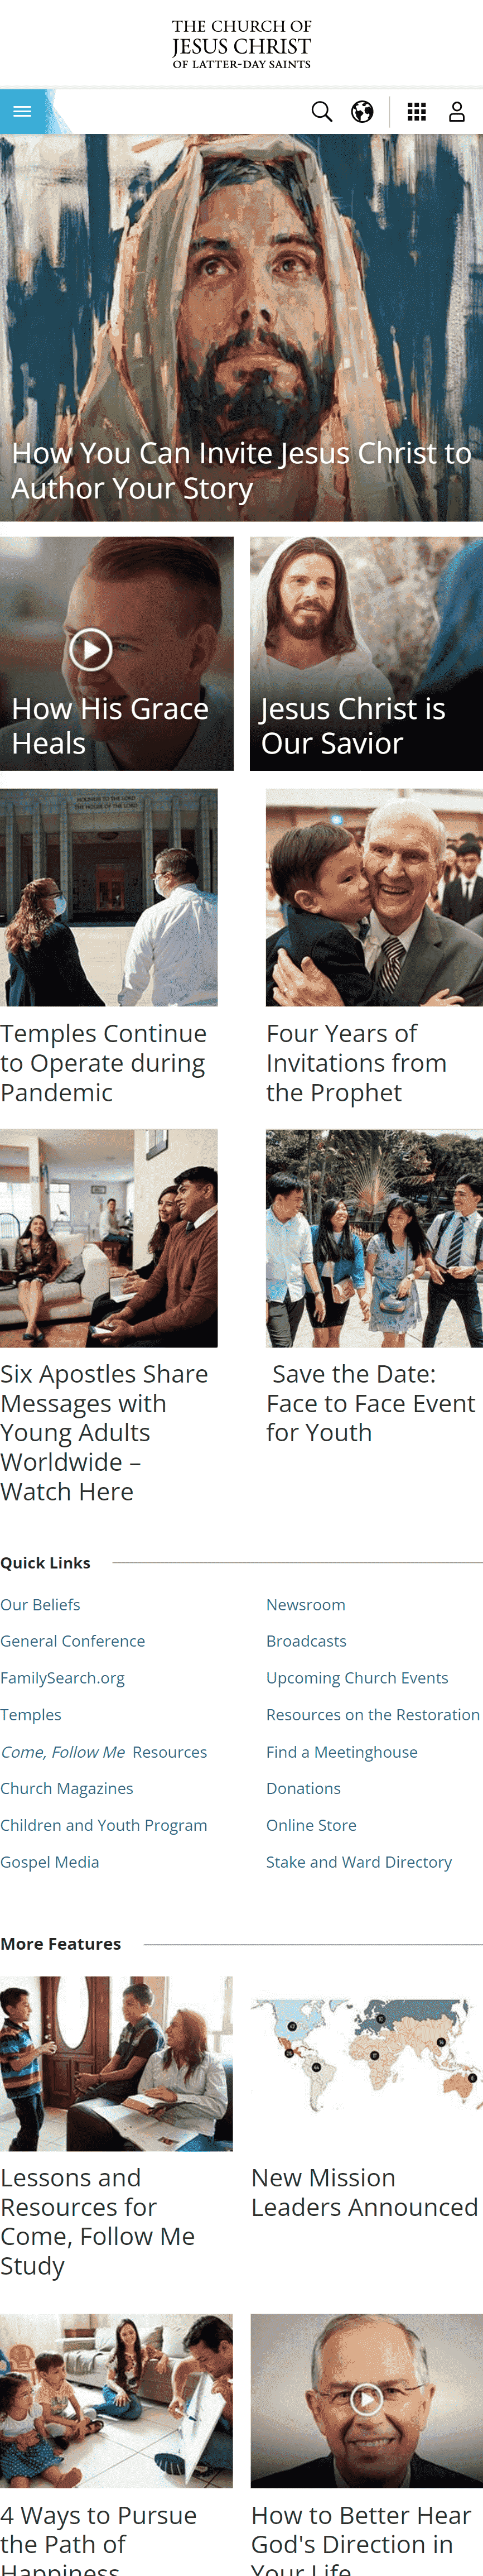 THE CHURCH OF
JESUS CHRIST
OF LATTER-DAY SAINTS
How You Can Invite Jesus Christ to
Author Your Story
How His Grace
Heals
Jesus Christ is
Our Savior
HOLINESS TO THE LORD
THE HOUSE OF THE LORD
Temples Continue
to Operate during
Pandemic
Four Years of
Invitations from
the Prophet
Six Apostles Share
Messages with
Young Adults
Worldwide –
Watch Here
Save the Date:
Face to Face Event
for Youth
Quick Links
Our Beliefs
General Conference
FamilySearch.org
Temples
Come, Follow Me Resources
Church Magazines
Children and Youth Program
Gospel Media
Newsroom
Broadcasts
Upcoming Church Events
Resources on the Restoration
Find a Meetinghouse
Donations
Online Store
Stake and Ward Directory
More Features
Lessons and
Resources for
Come, Follow Me
Study
New Mission
Leaders Announced
4 Ways to Pursue
the Path of
Happiness
How to Better Hear
God's Direction in
Your Life